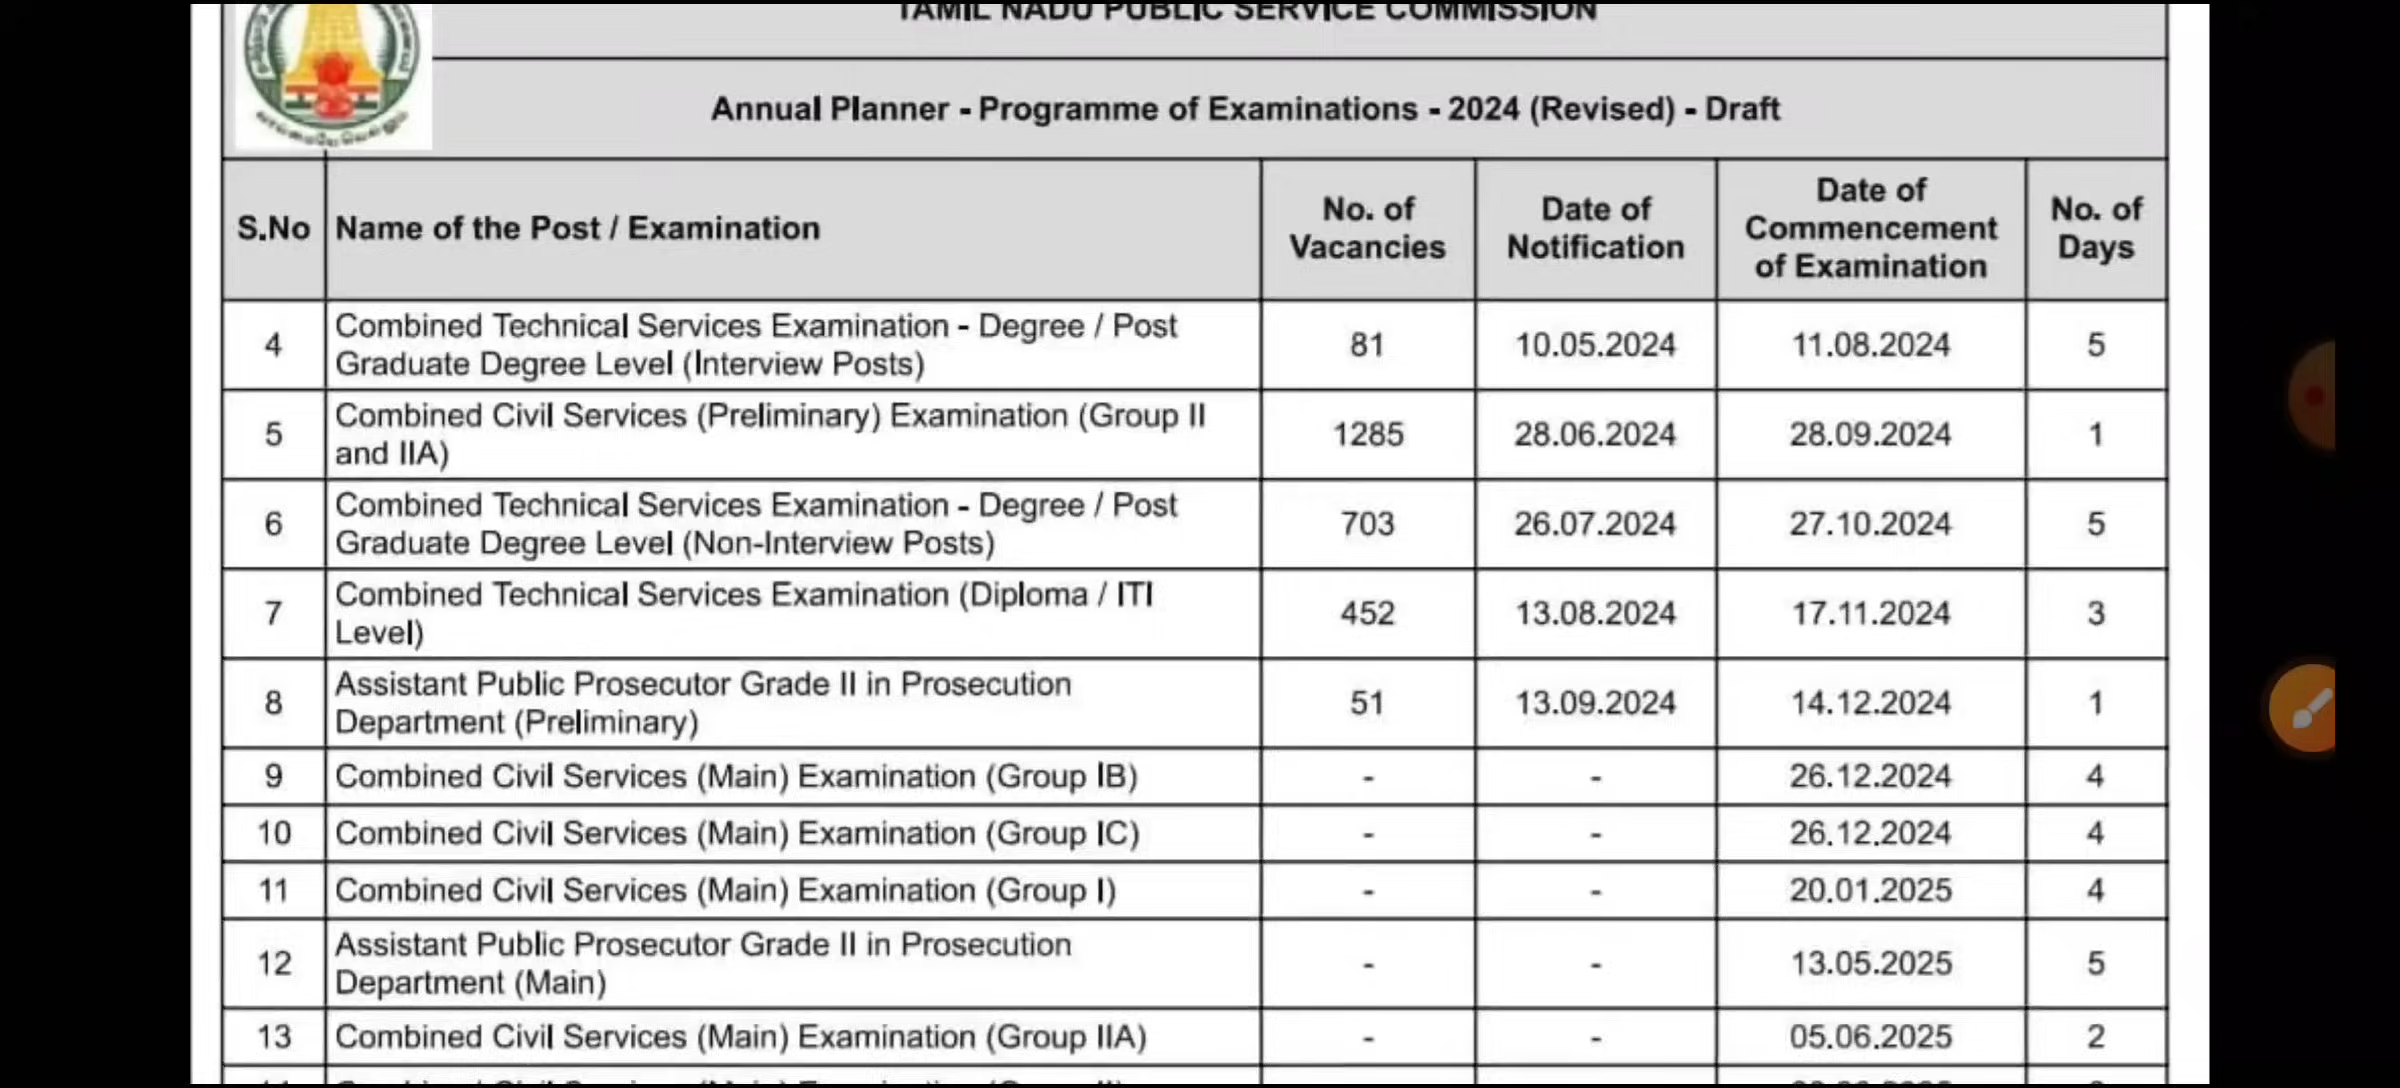 TAMIL NADU PUBLIC SERVICE COMMISSION
Annual Planner - Programme of Examinations - 2024 (Revised) - Draft
S.No Name of the Post / Examination No. of Vacancies Date of Notification Date of Commencement of Examination No. of Days
4 Combined Technical Services Examination - Degree / Post Graduate Degree Level (Interview Posts) 81 10.05.2024 11.08.2024 5
5 Combined Civil Services (Preliminary) Examination (Group II and IIA) 1285 28.06.2024 28.09.2024 1
6 Combined Technical Services Examination - Degree / Post Graduate Degree Level (Non-Interview Posts) 703 26.07.2024 27.10.2024 5
7 Combined Technical Services Examination (Diploma / ITI Level) 452 13.08.2024 17.11.2024 3
8 Assistant Public Prosecutor Grade II in Prosecution Department (Preliminary) 51 13.09.2024 14.12.2024 1
9 Combined Civil Services (Main) Examination (Group IB) - - 26.12.2024 4
10 Combined Civil Services (Main) Examination (Group IC) - - 26.12.2024 4
11 Combined Civil Services (Main) Examination (Group I) - - 20.01.2025 4
12 Assistant Public Prosecutor Grade II in Prosecution Department (Main) - - 13.05.2025 5
13 Combined Civil Services (Main) Examination (Group IIA) - - 05.06.2025 2